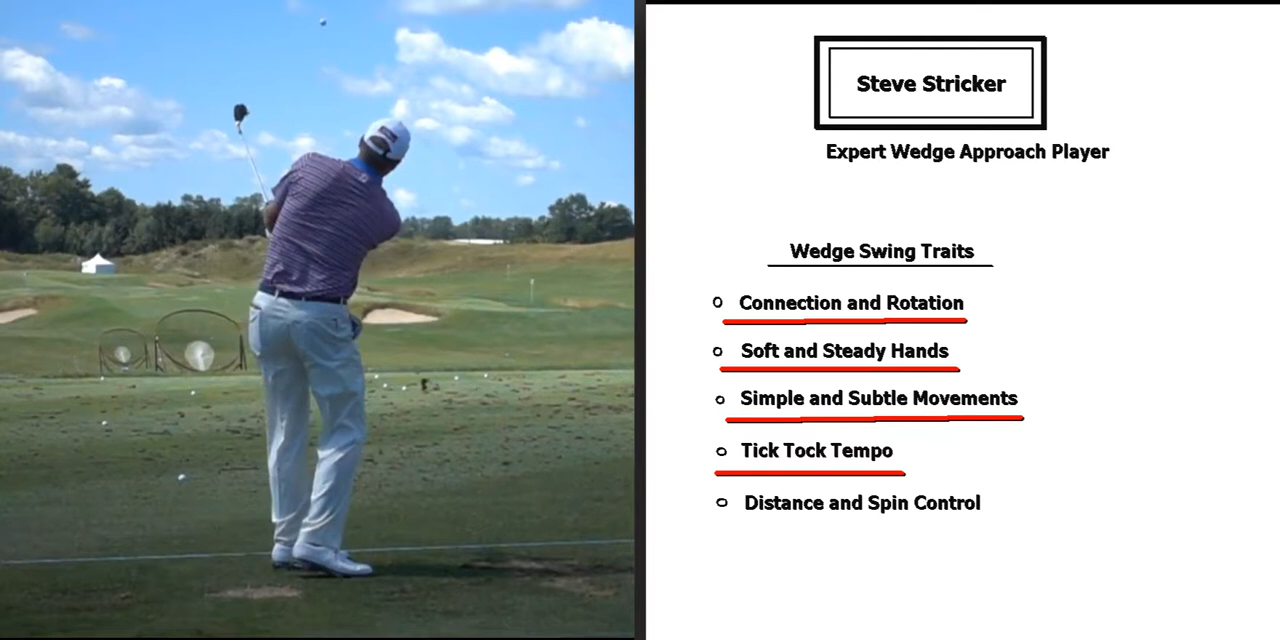 Steve Stricker
Expert Wedge Approach Player
Wedge Swing Traits
Connection and Rotation
Soft and Steady Hands
Simple and Subtle Movements
Tick Tock Tempo
Distance and Spin Control